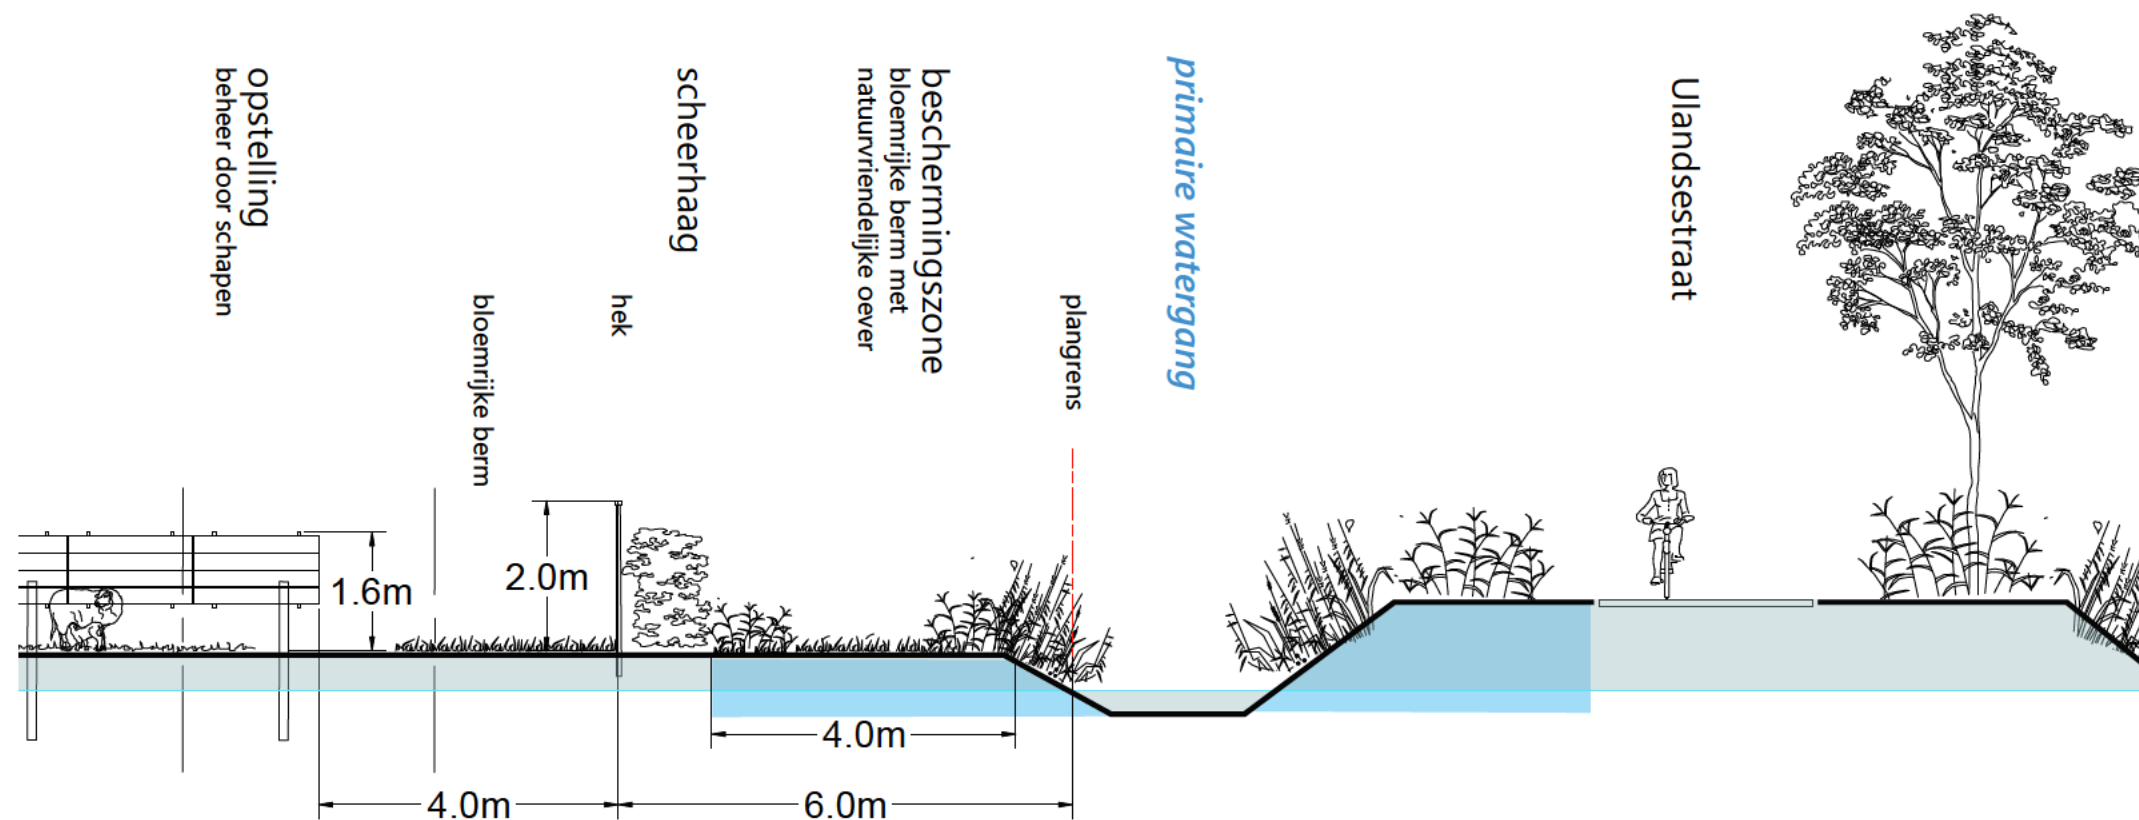 opstelling
beheer door schapen
bloemrijke berm
hek
scheerhaag
beschermingszone
bloemrijke berm met
natuurvriendelijke oever
plangrens
primaire watergang
Ulandsestraat
1.6m
2.0m
4.0m
4.0m
6.0m